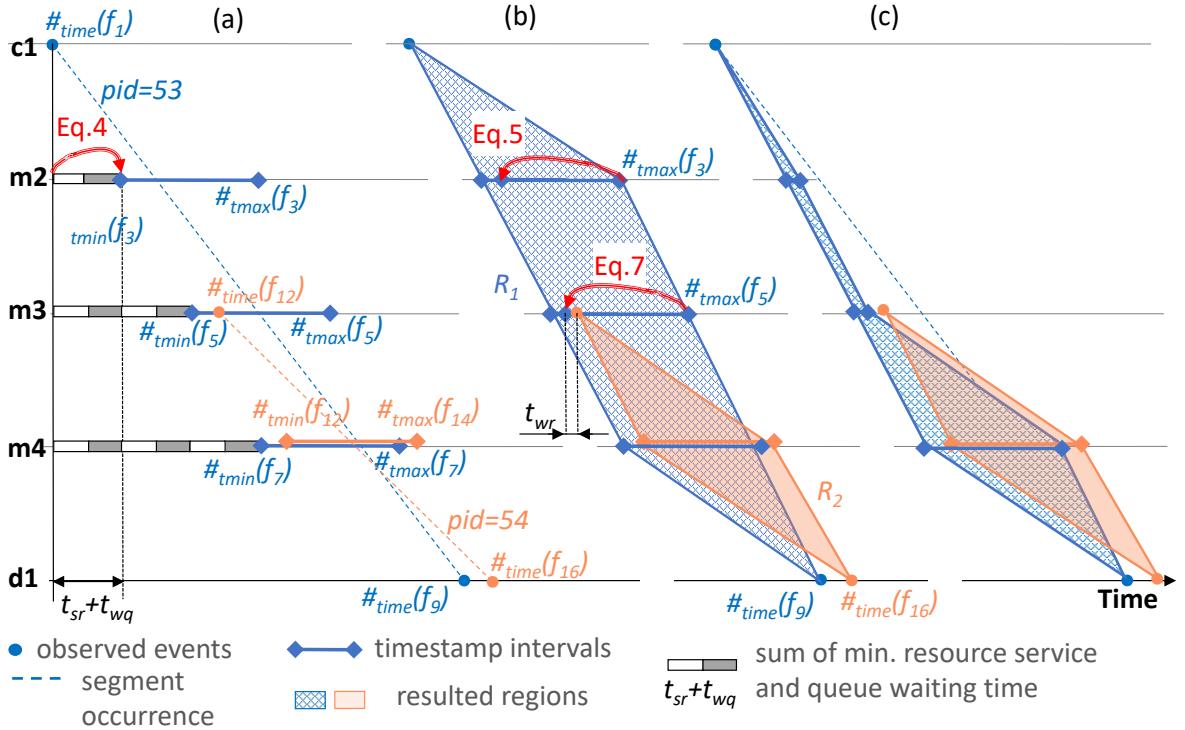 #time(f1) (a) (b) (c)
c1
pid=53
Eq.4
Eq.5
m2
#tmax(f3)
#tmax(f3)
tmin(f3)
Eq.7
R1
#time(f12)
#tmax(f5)
m3
#tmin(f5)
#tmax(f5)
#tmin(f12)
#tmax(f14)
twr
m4
#tmin(f7)
#tmax(f7)
R2
pid=54
#time(f16)
d1
tsr+twq
#time(f9)
#time(f9)
#time(f16)
Time
observed events
timestamp intervals
sum of min. resource service
segment
occurrence
resulted regions
tsr+twq
and queue waiting time